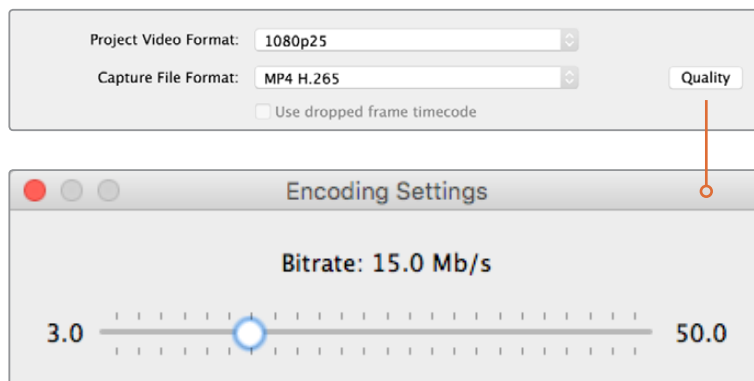 Project Video Format: 1080p25
Capture File Format: MP4 H.265 Quality
Use dropped frame timecode
Encoding Settings
Bitrate: 15.0 Mb/s
3.0 50.0